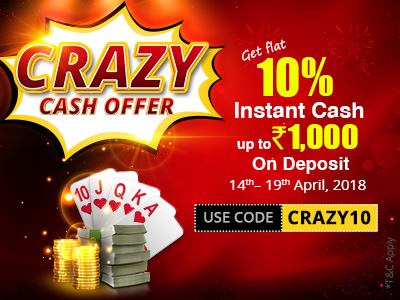 CRAZY
CASH OFFER
Get flat
10%
Instant Cash
up to ₹1,000
On Deposit
14th– 19th April, 2018
USE CODE CRAZY10
10 J Q K A
*T&C Apply